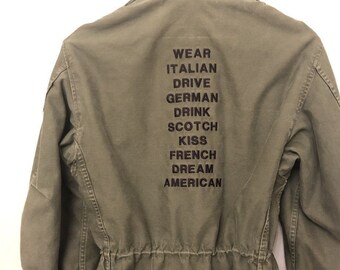 WEAR
ITALIAN
DRIVE
GERMAN
DRINK
SCOTCH
KISS
FRENCH
DREAM
AMERICAN